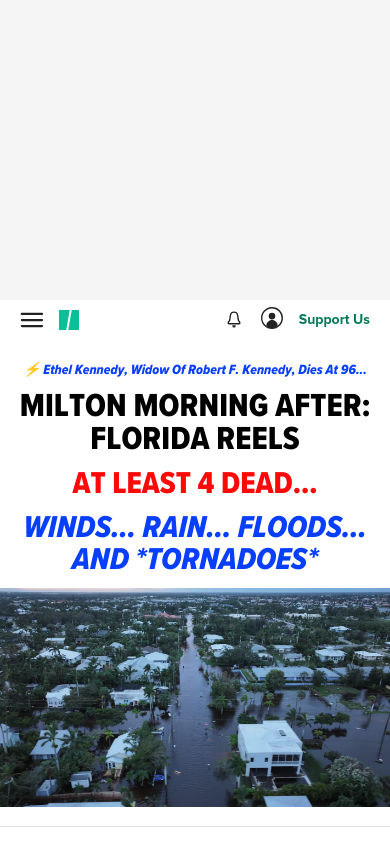 Support Us
⚡ Ethel Kennedy, Widow Of Robert F. Kennedy, Dies At 96...
MILTON MORNING AFTER:
FLORIDA REELS
AT LEAST 4 DEAD...
WINDS... RAIN... FLOODS...
AND *TORNADOES*